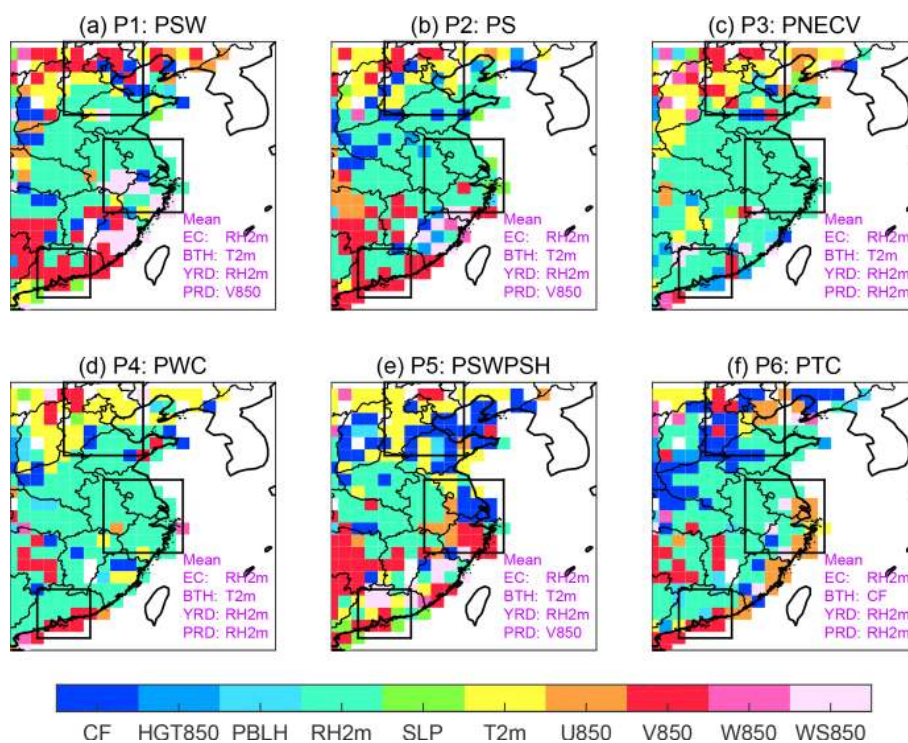 (a) P1: PSW
(b) P2: PS
(c) P3: PNECV
Mean
EC: RH2m
BTH: T2m
YRD: RH2m
PRD: V850
Mean
EC: RH2m
BTH: T2m
YRD: RH2m
PRD: V850
Mean
EC: RH2m
BTH: T2m
YRD: RH2m
PRD: RH2m
(d) P4: PWC
(e) P5: PSWPSH
(f) P6: PTC
Mean
EC: RH2m
BTH: T2m
YRD: RH2m
PRD: RH2m
Mean
EC: RH2m
BTH: T2m
YRD: RH2m
PRD: V850
Mean
EC: RH2m
BTH: CF
YRD: RH2m
PRD: RH2m
CF HGT850 PBLH RH2m SLP T2m U850 V850 W850 WS850